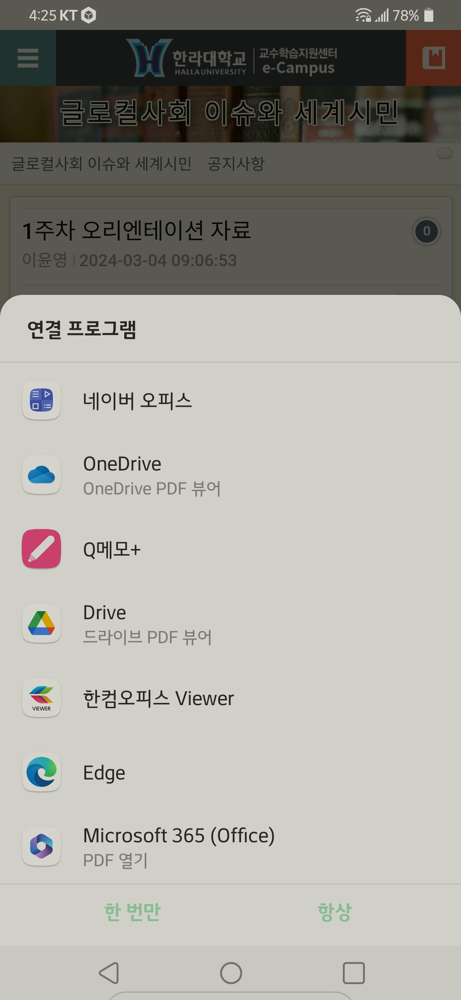 4:25 KT 78%
한라대학교 교수학습지원센터
HALLA UNIVERSITY e-Campus
글로컬사회 이슈와 세계시민
글로컬사회 이슈와 세계시민 공지사항
1주차 오리엔테이션 자료 0
이윤영 | 2024-03-04 09:06:53
연결 프로그램
네이버 오피스
OneDrive
OneDrive PDF 뷰어
Q메모+
Drive
드라이브 PDF 뷰어
VIEWER
한컴오피스 Viewer
Edge
Microsoft 365 (Office)
PDF 열기
한 번만 항상